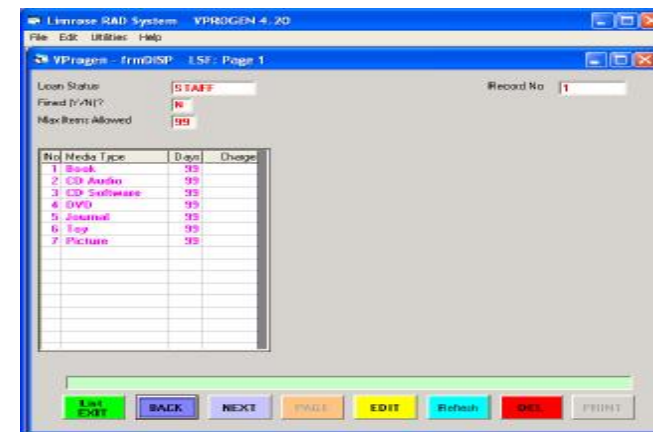 Limrose RAD System VPROGEN 4.20
File Edit Utilities Help
VProgen - frmDISP LSF: Page 1
Loan Status STAFF Record No 1
Fined (Y/N)? N
Max Items Allowed 99
No Media Type Days Charge
1 Book 99
2 CD Audio 99
3 CD Software 99
4 DVD 99
5 Journal 99
6 Toy 99
7 Picture 99
List EXIT BACK NEXT PAGE EDIT Refresh DEL PRINT